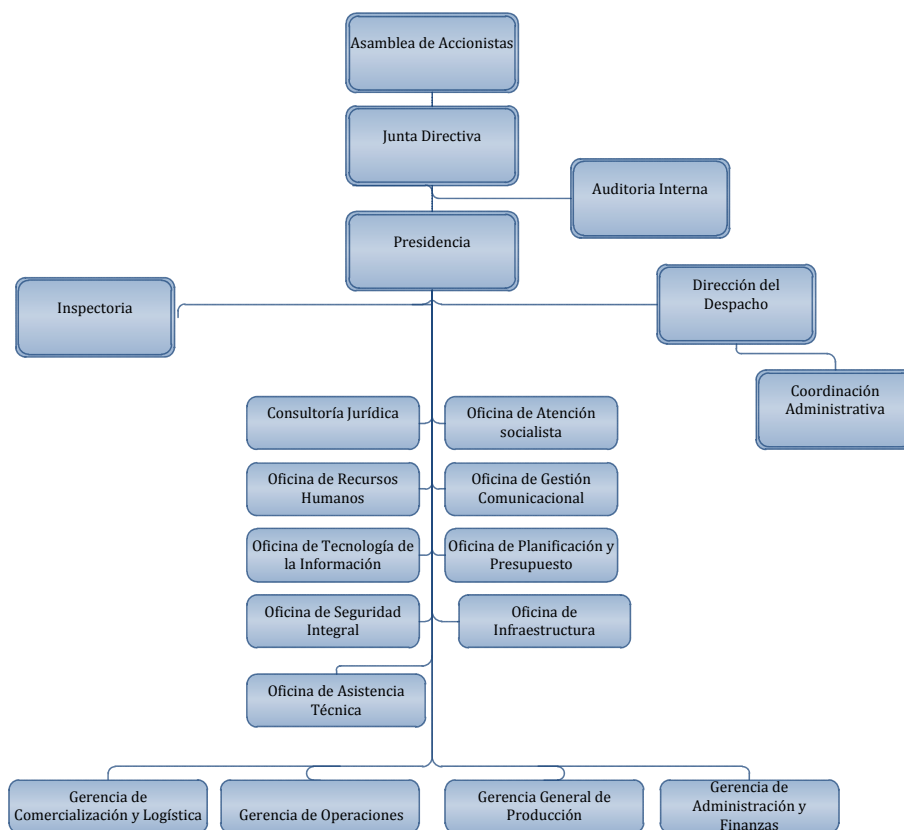 Asamblea de Accionistas
Junta Directiva
Auditoria Interna
Presidencia
Inspectoria
Dirección del
Despacho
Coordinación
Administrativa
Consultoría Jurídica
Oficina de Atención
socialista
Oficina de Recursos
Humanos
Oficina de Gestión
Comunicacional
Oficina de Tecnología de
la Información
Oficina de Planificación y
Presupuesto
Oficina de Seguridad
Integral
Oficina de
Infraestructura
Oficina de Asistencia
Técnica
Gerencia de
Comercialización y Logística
Gerencia de Operaciones
Gerencia General de
Producción
Gerencia de
Administración y
Finanzas